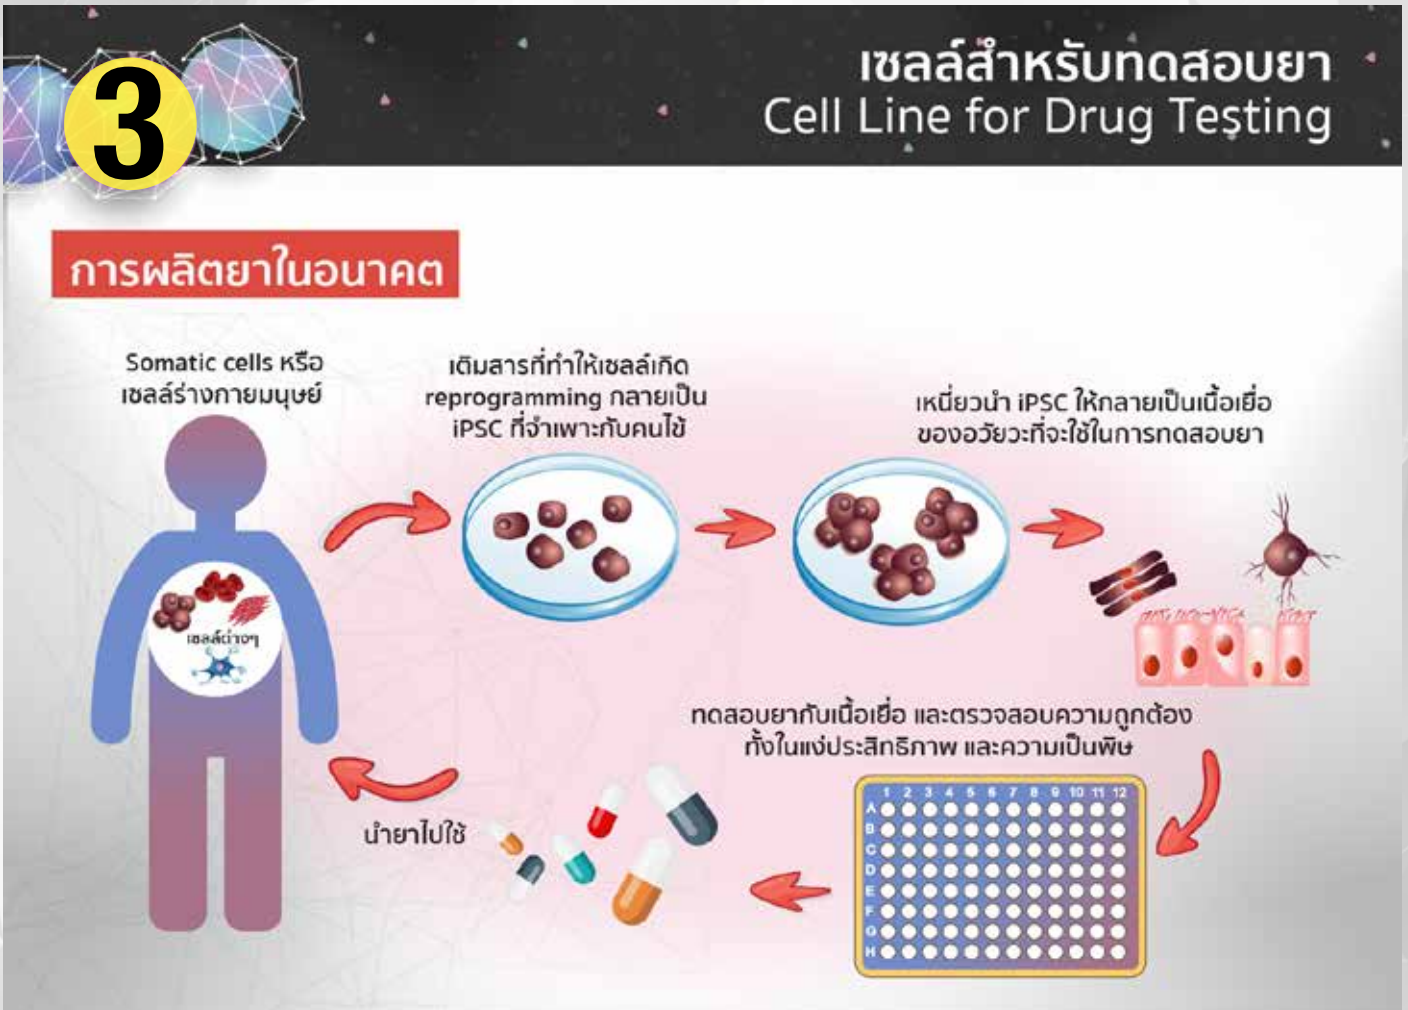 3
เซลล์สำหรับทดสอบยา
Cell Line for Drug Testing
การผลิตยาในอนาคต
Somatic cells หรือ
เซลล์ร่างกายมนุษย์
เติมสารที่ทำให้เซลล์เกิด
reprogramming กลายเป็น
iPSC ที่จำเพาะกับคนไข้
เหนี่ยวนำ iPSC ให้กลายเป็นเนื้อเยื่อ
ของอวัยวะที่จะใช้ในการทดสอบยา
เซลล์ต่างๆ
ทดสอบยากับเนื้อเยื่อ และตรวจสอบความถูกต้อง
ทั้งในแง่ประสิทธิภาพ และความเป็นพิษ
1 2 3 4 5 6 7 8 9 10 11 12
A
B
C
D
E
F
G
H
นำยาไปใช้